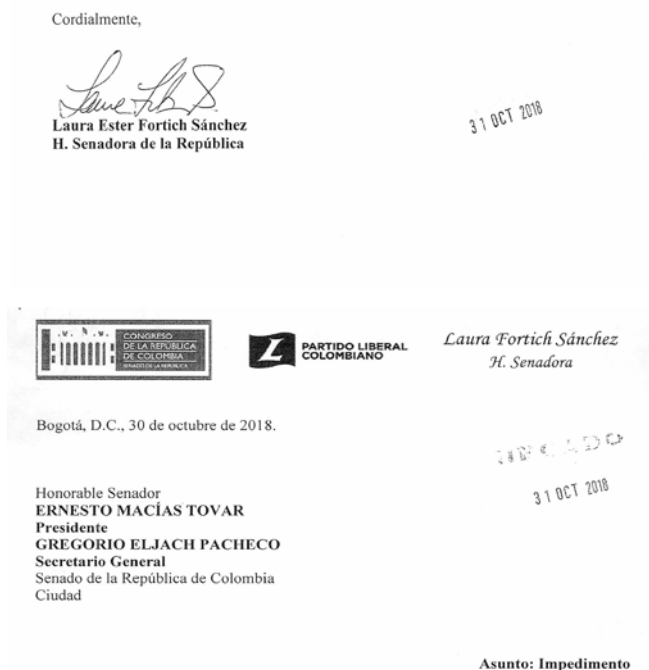 Cordialmente,
Laura Ester Fortich Sánchez
H. Senadora de la República
31 OCT 2018
CONGRESO
DE LA REPÚBLICA
DE COLOMBIA
SENADO DE LA REPÚBLICA
PARTIDO LIBERAL
COLOMBIANO
Laura Fortich Sánchez
H. Senadora
Bogotá, D.C., 30 de octubre de 2018.
31 OCT 2018
Honorable Senador
ERNESTO MACÍAS TOVAR
Presidente
GREGORIO ELJACH PACHECO
Secretario General
Senado de la República de Colombia
Ciudad
Asunto: Impedimento